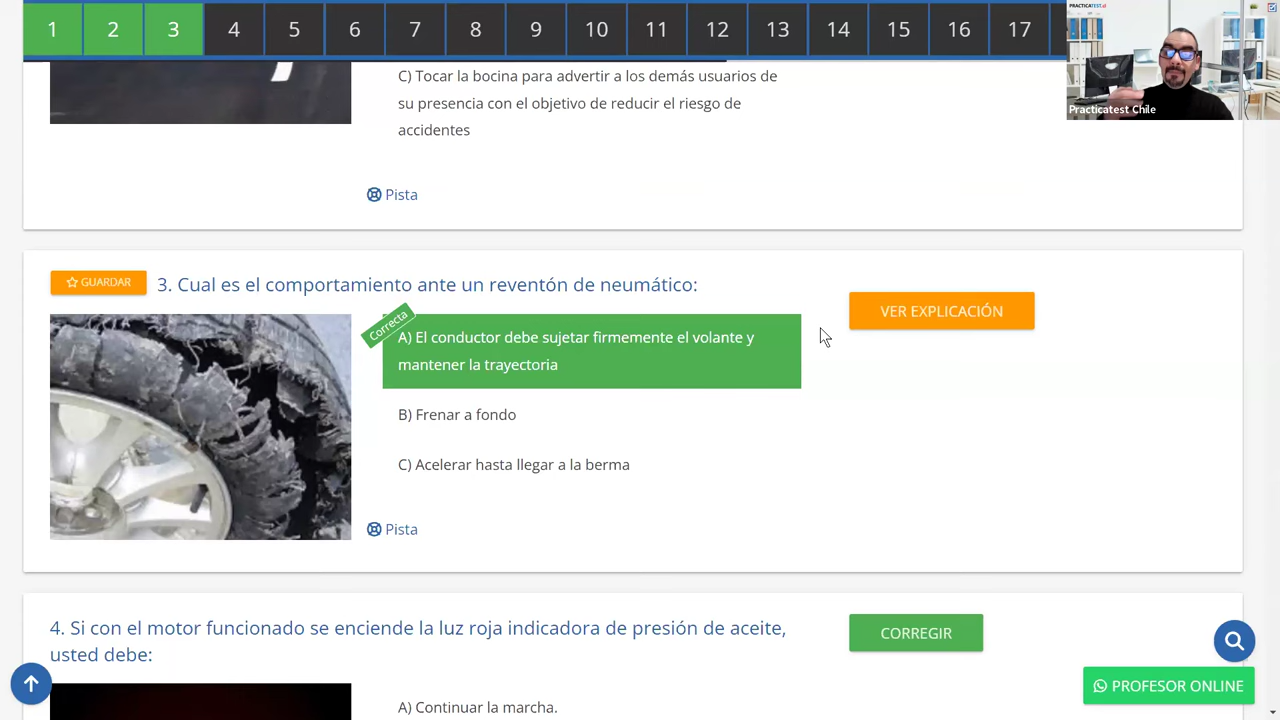 1 2 3 4 5 6 7 8 9 10 11 12 13 14 15 16 17
PRACTICATEST.cl
Practicatest Chile
C) Tocar la bocina para advertir a los demás usuarios de
su presencia con el objetivo de reducir el riesgo de
accidentes
Pista
GUARDAR
3. Cual es el comportamiento ante un reventón de neumático:
VER EXPLICACIÓN
Correcta
A) El conductor debe sujetar firmemente el volante y
mantener la trayectoria
B) Frenar a fondo
C) Acelerar hasta llegar a la berma
Pista
4. Si con el motor funcionado se enciende la luz roja indicadora de presión de aceite,
usted debe:
CORREGIR
PROFESOR ONLINE
A) Continuar la marcha.